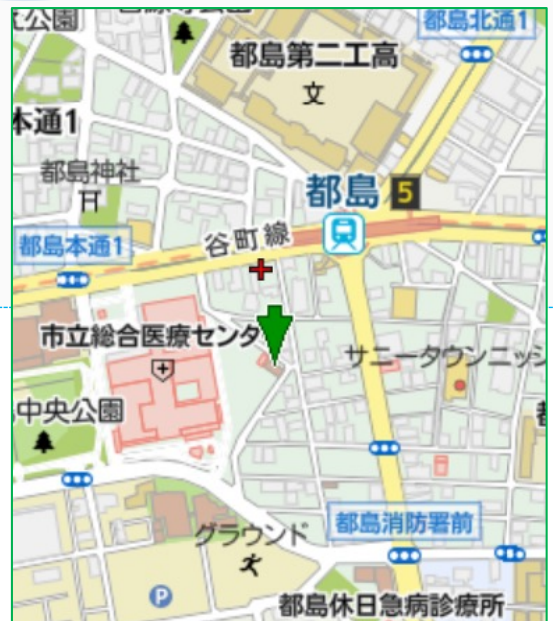 公園
都島北通1
都島第二工高
文
本通1
都島神社
都島 5
都島本通1
谷町線
市立総合医療センタ
サニータウンニッシ
中央公園
グラウンド
都島消防署前
P
都島休日急病診療所